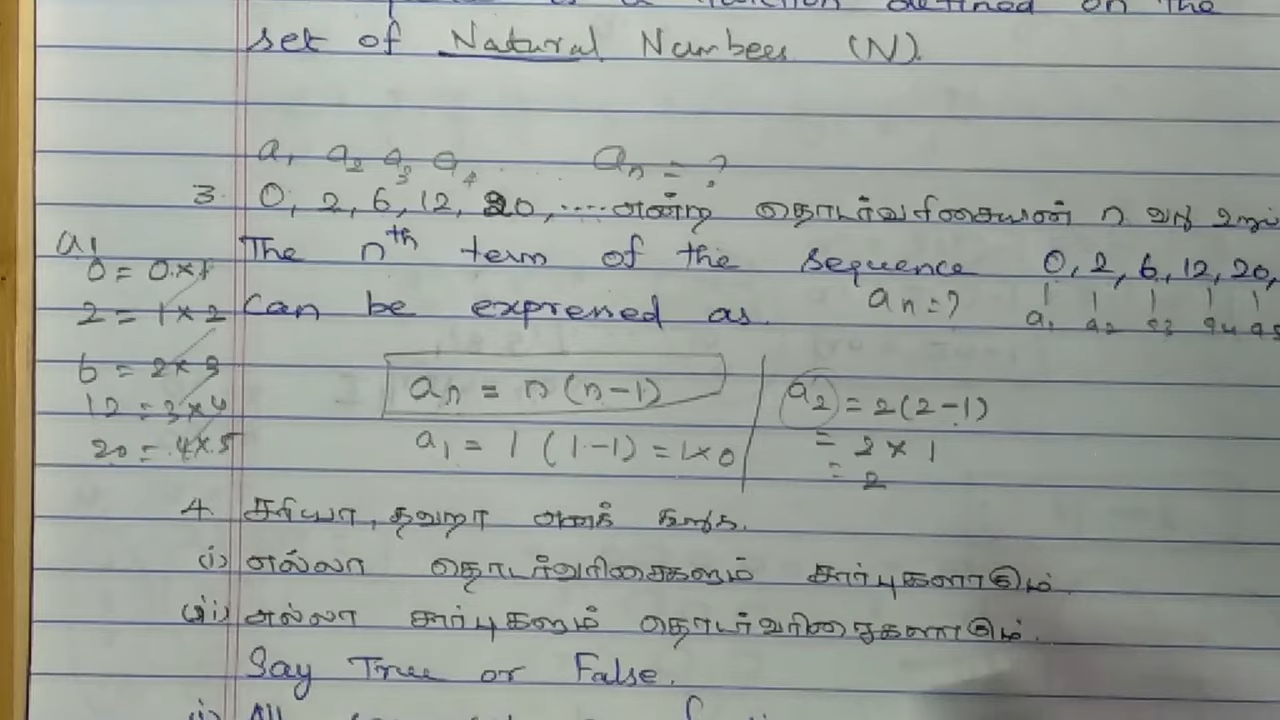 defined on the
set of Natural Numbers (N).
a₁ a₂ a₃ a₄ aₙ = ?
3. 0, 2, 6, 12, 20, .... என்ற தொடர்வரிசையின் n வது உறுப்
The nth term of the sequence 0, 2, 6, 12, 20,
can be expressed as. aₙ = ? a₁ a₂ a₃ a₄ a₅
a₁
0 = 0×1
2 = 1×2
6 = 2×3
12 = 3×4
20 = 4×5
aₙ = n(n-1)
a₁ = 1(1-1) = 1×0
a₂ = 2(2-1)
= 2×1
= 2
4. சரியா, தவறா எனக் கூறுக.
(i) எல்லா தொடர்வரிசைகளும் சார்புகளாகும்.
(ii) எல்லா சார்புகளும் தொடர்வரிசைகளாகும்.
Say True or False.
(i) All